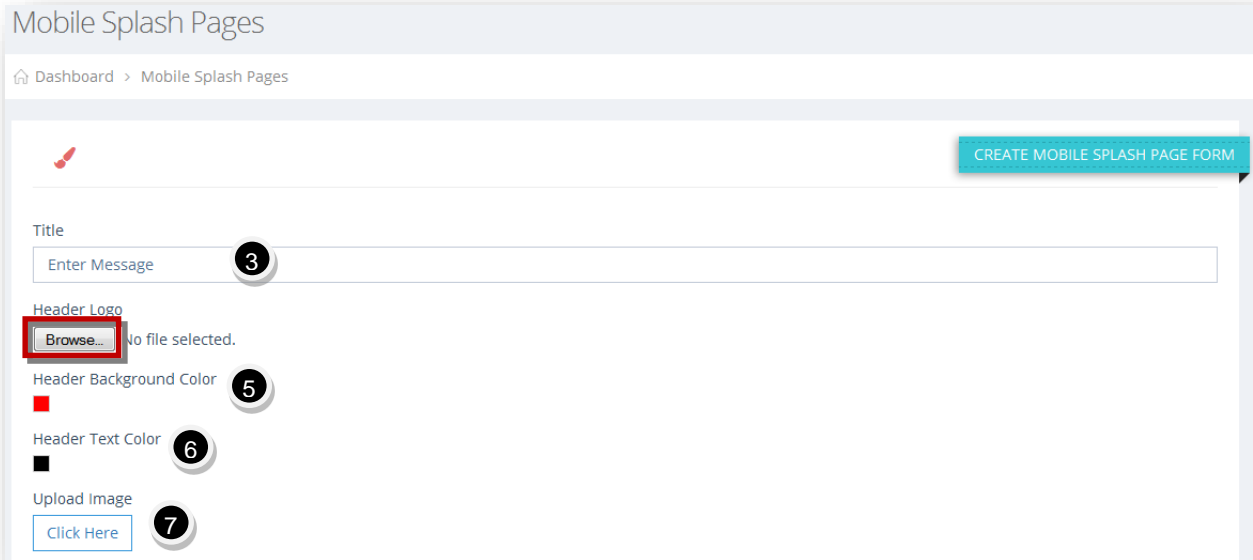 Mobile Splash Pages
Dashboard > Mobile Splash Pages
CREATE MOBILE SPLASH PAGE FORM
Title
Enter Message 3
Header Logo
Browse... No file selected.
Header Background Color 5
Header Text Color 6
Upload Image
Click Here 7